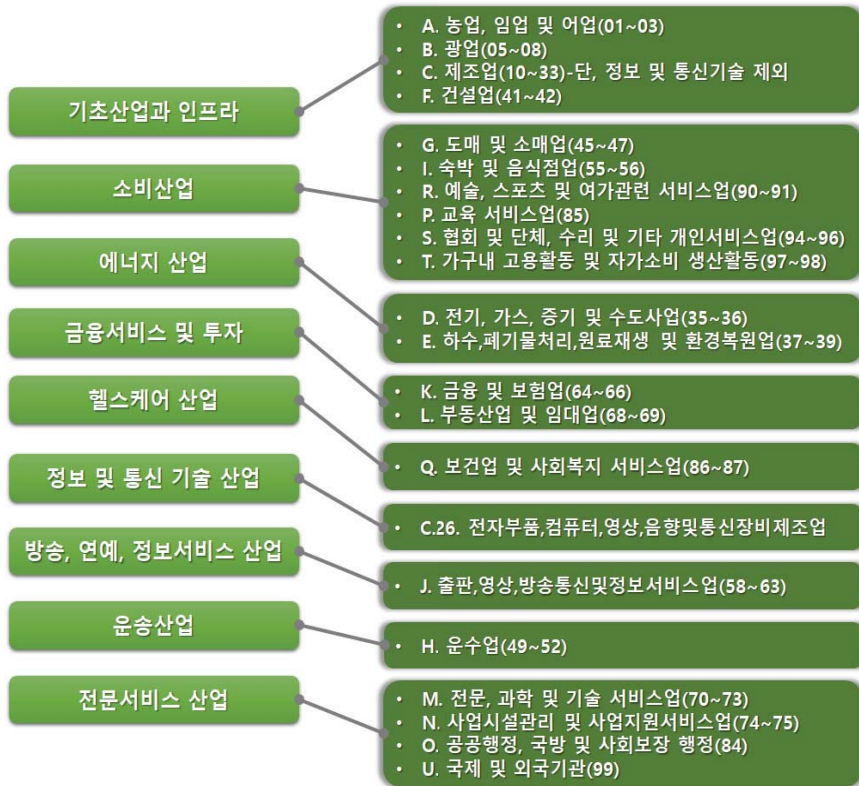 기초산업과 인프라
• A. 농업, 임업 및 어업(01~03)
• B. 광업(05~08)
• C. 제조업(10~33)-단, 정보 및 통신기술 제외
• F. 건설업(41~42)
소비산업
• G. 도매 및 소매업(45~47)
• I. 숙박 및 음식점업(55~56)
• R. 예술, 스포츠 및 여가관련 서비스업(90~91)
• P. 교육 서비스업(85)
• S. 협회 및 단체, 수리 및 기타 개인서비스업(94~96)
• T. 가구내 고용활동 및 자가소비 생산활동(97~98)
에너지 산업
• D. 전기, 가스, 증기 및 수도사업(35~36)
• E. 하수,폐기물처리,원료재생 및 환경복원업(37~39)
금융서비스 및 투자
• K. 금융 및 보험업(64~66)
• L. 부동산업 및 임대업(68~69)
헬스케어 산업
• Q. 보건업 및 사회복지 서비스업(86~87)
정보 및 통신 기술 산업
• C.26. 전자부품,컴퓨터,영상,음향및통신장비제조업
방송, 연예, 정보서비스 산업
• J. 출판,영상,방송통신및정보서비스업(58~63)
운송산업
• H. 운수업(49~52)
전문서비스 산업
• M. 전문, 과학 및 기술 서비스업(70~73)
• N. 사업시설관리 및 사업지원서비스업(74~75)
• O. 공공행정, 국방 및 사회보장 행정(84)
• U. 국제 및 외국기관(99)